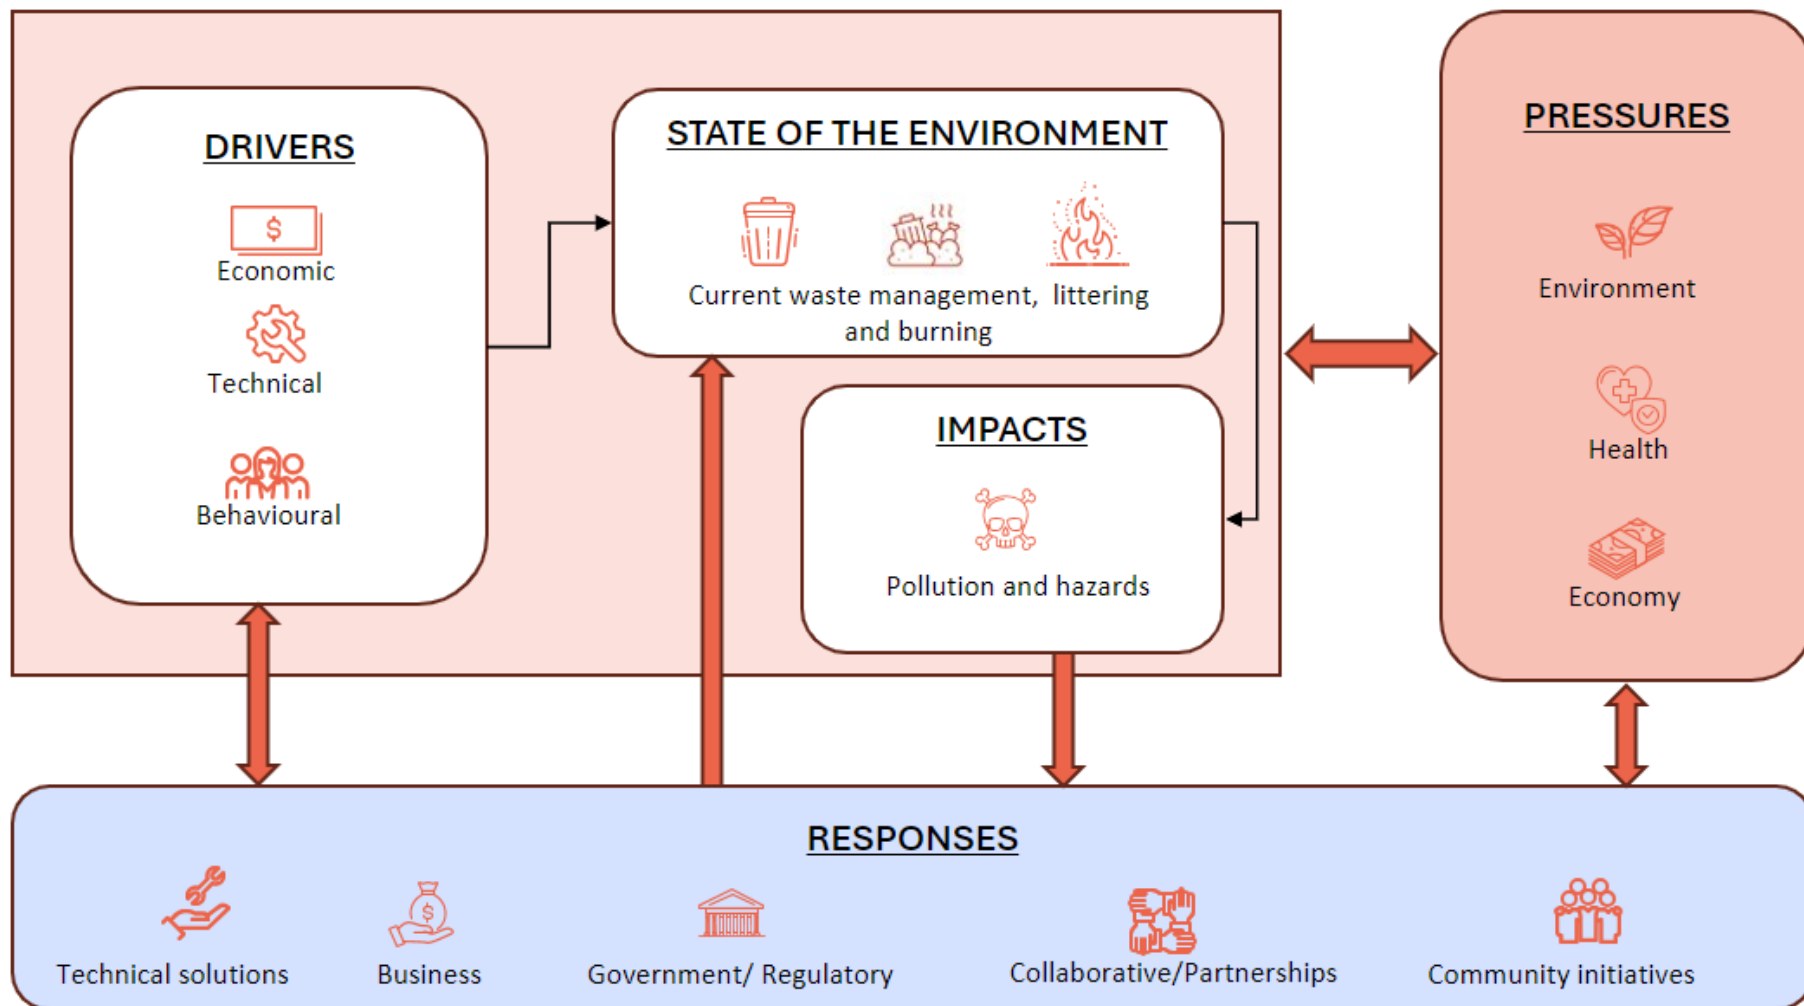 DRIVERS
$
Economic
Technical
Behavioural
STATE OF THE ENVIRONMENT
Current waste management, littering
and burning
IMPACTS
Pollution and hazards
PRESSURES
Environment
Health
Economy
RESPONSES
$
Technical solutions
Business
Government/ Regulatory
Collaborative/Partnerships
Community initiatives